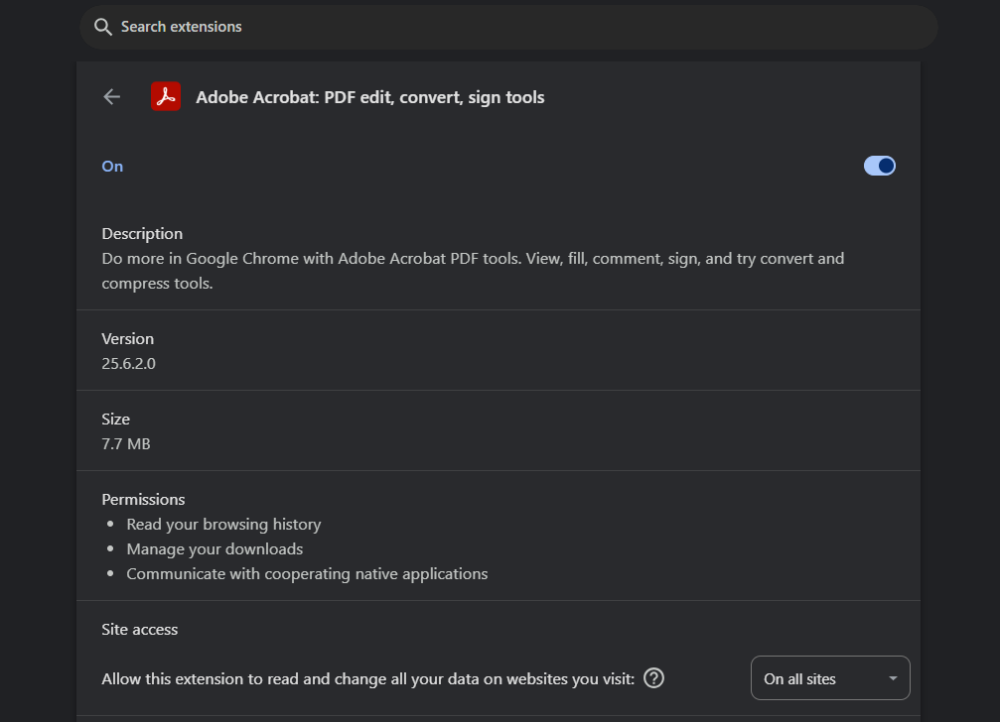 Search extensions
Adobe Acrobat: PDF edit, convert, sign tools
On
Description
Do more in Google Chrome with Adobe Acrobat PDF tools. View, fill, comment, sign, and try convert and
compress tools.
Version
25.6.2.0
Size
7.7 MB
Permissions
Read your browsing history
Manage your downloads
Communicate with cooperating native applications
Site access
Allow this extension to read and change all your data on websites you visit: ? On all sites